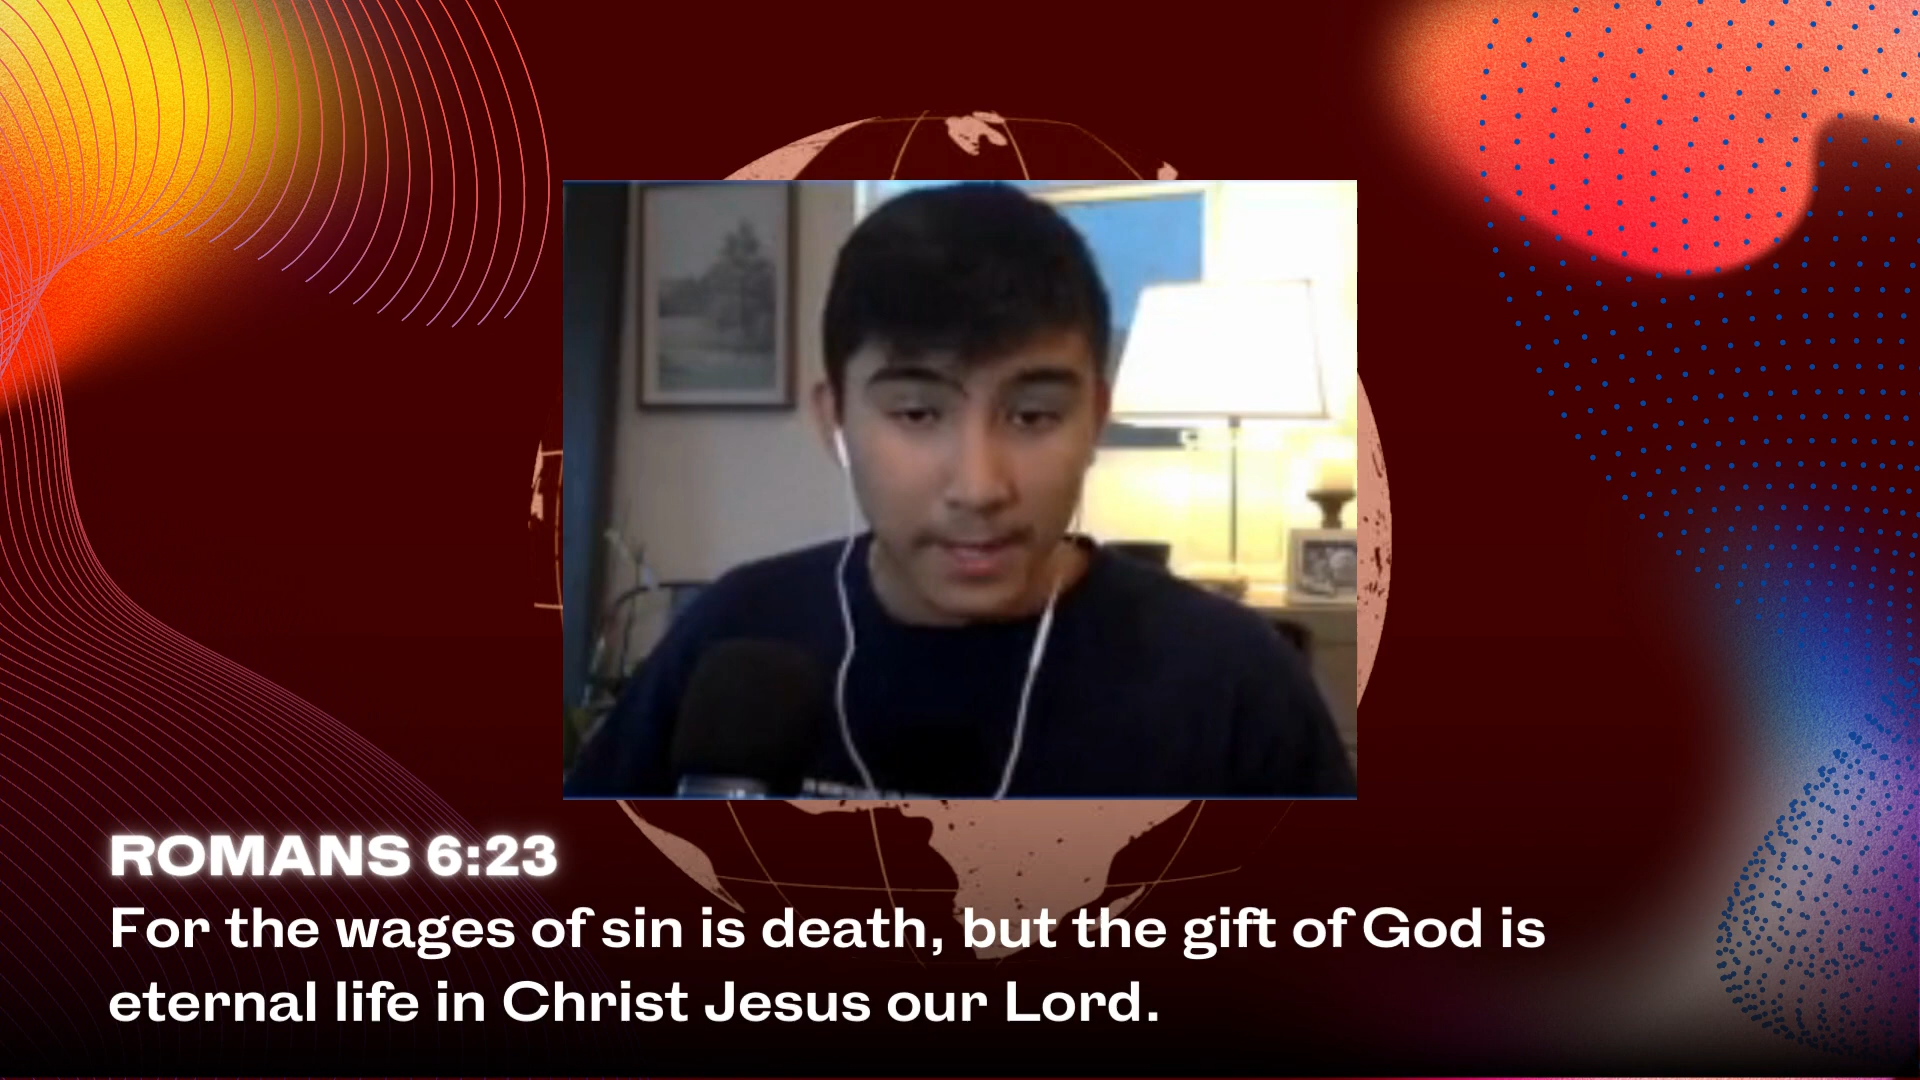 ROMANS 6:23
For the wages of sin is death, but the gift of God is
eternal life in Christ Jesus our Lord.